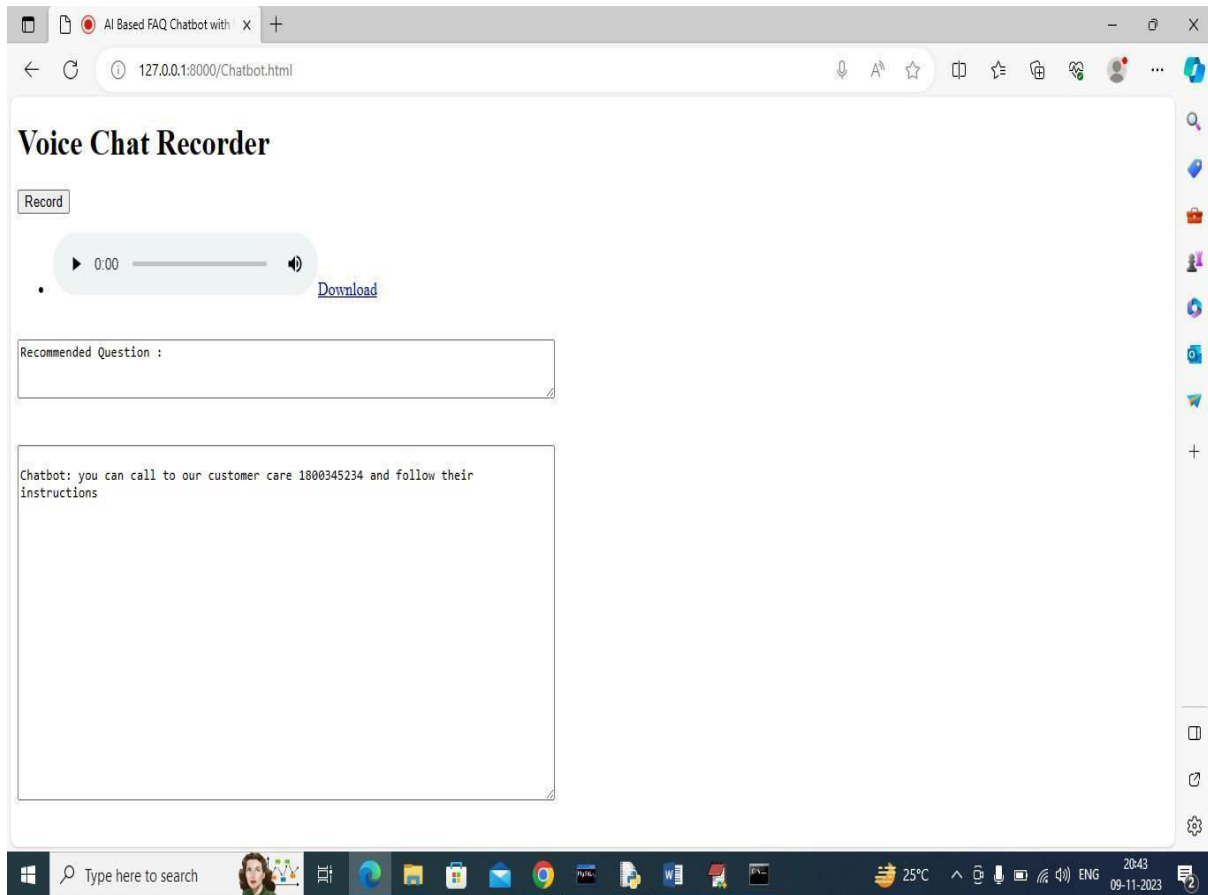 AI Based FAQ Chatbot with
127.0.0.1:8000/Chatbot.html
Voice Chat Recorder
Record
0:00
Download
Recommended Question :
Chatbot: you can call to our customer care 1800345234 and follow their
instructions
Type here to search
25°C
ENG
20:43
09-11-2023
2